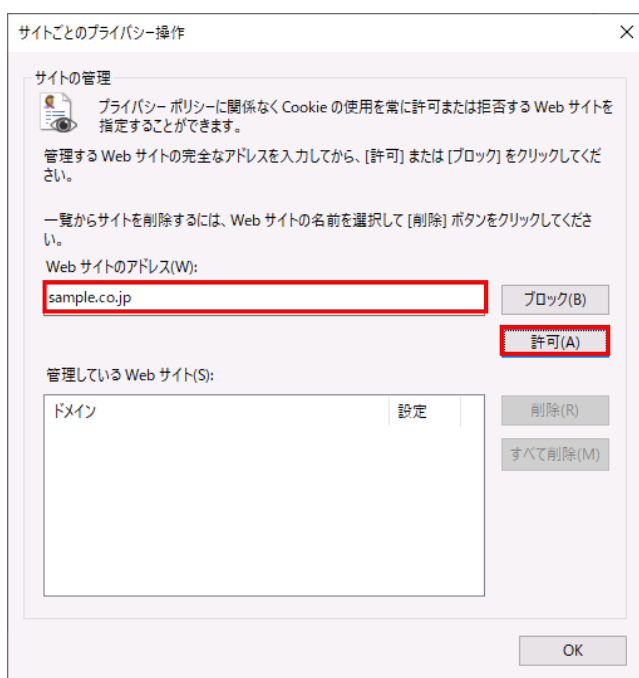 サイトごとのプライバシー操作
サイトの管理
プライバシー ポリシーに関係なく Cookie の使用を常に許可または拒否する Web サイトを
指定することができます。
管理する Web サイトの完全なアドレスを入力してから、[許可] または [ブロック] をクリックしてくだ
さい。
一覧からサイトを削除するには、Web サイトの名前を選択して [削除] ボタンをクリックしてくださ
い。
Web サイトのアドレス(W):
sample.co.jp
ブロック(B)
許可(A)
管理している Web サイト(S):
ドメイン 設定
削除(R)
すべて削除(M)
OK